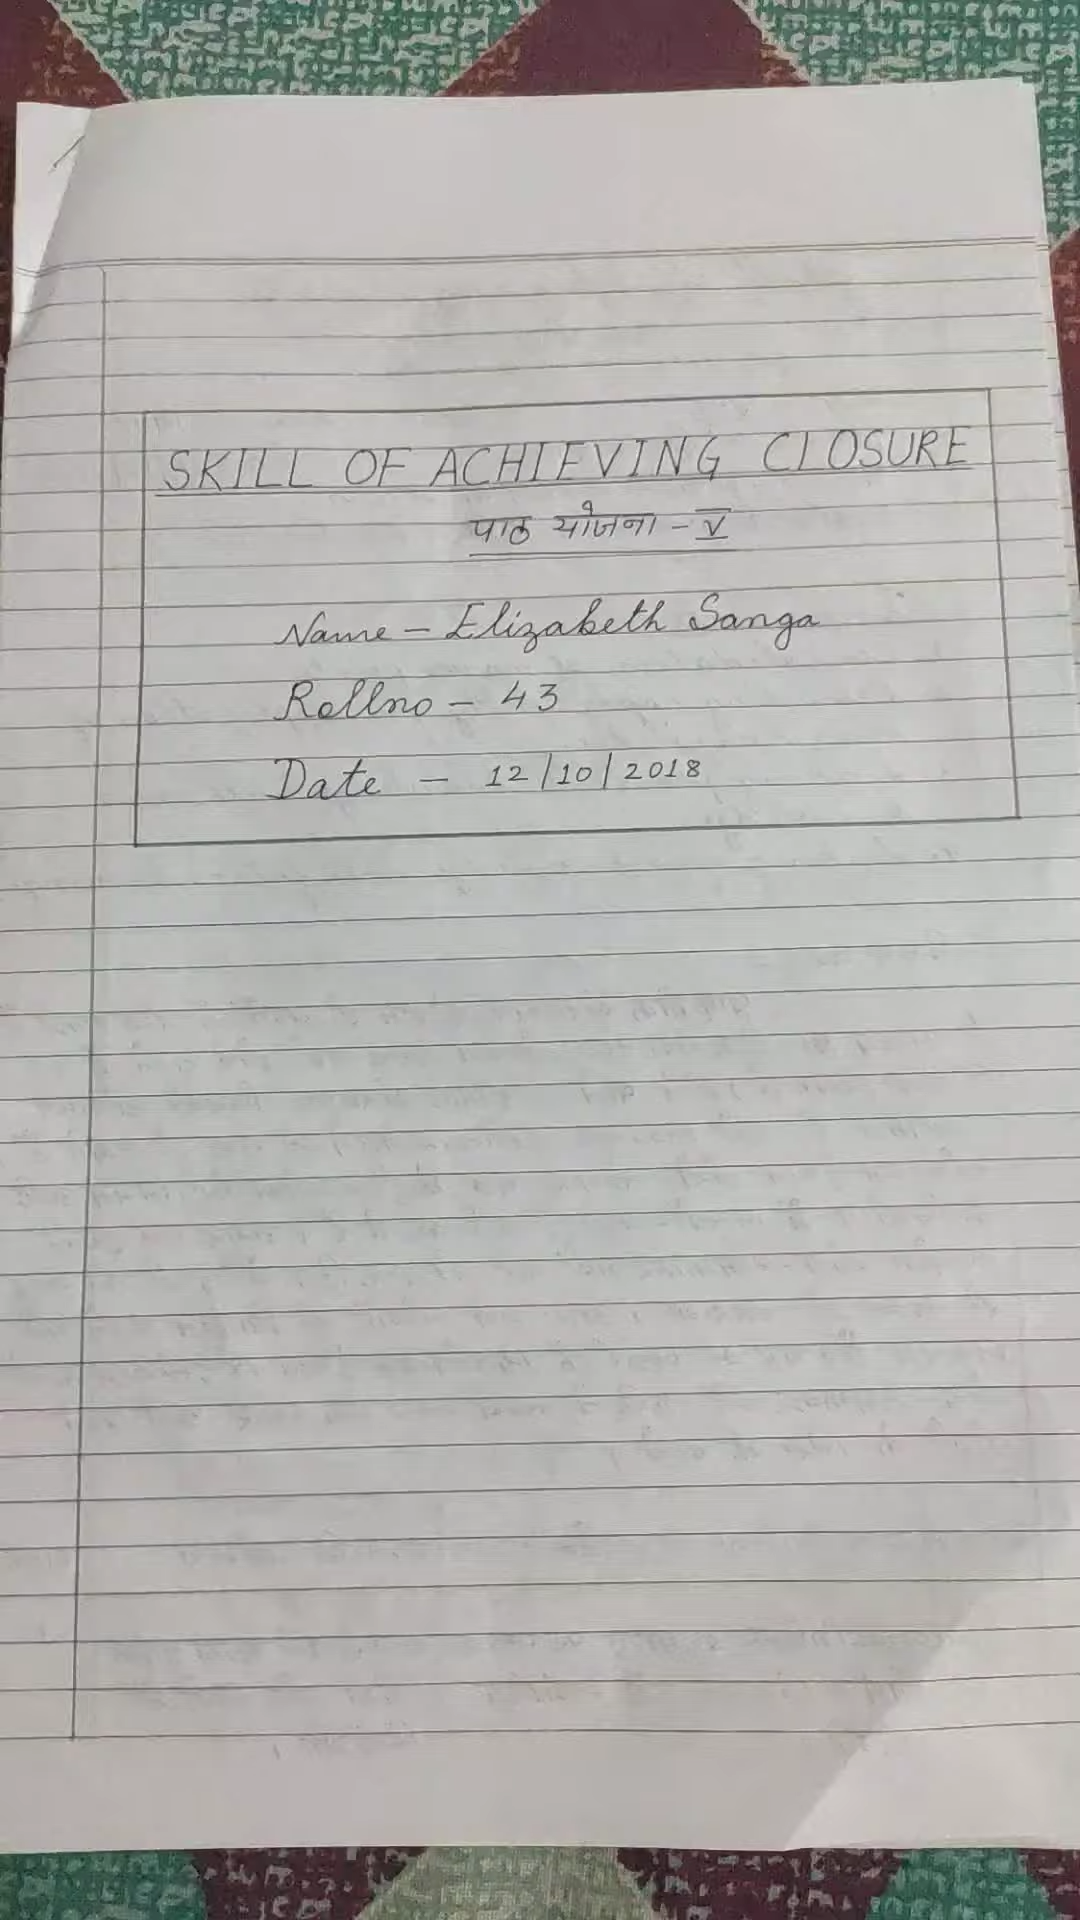 SKILL OF ACHIEVING CLOSURE
पाठ योजना - V
Name - Elizabeth Sanga
Rollno - 43
Date - 12/10/2018